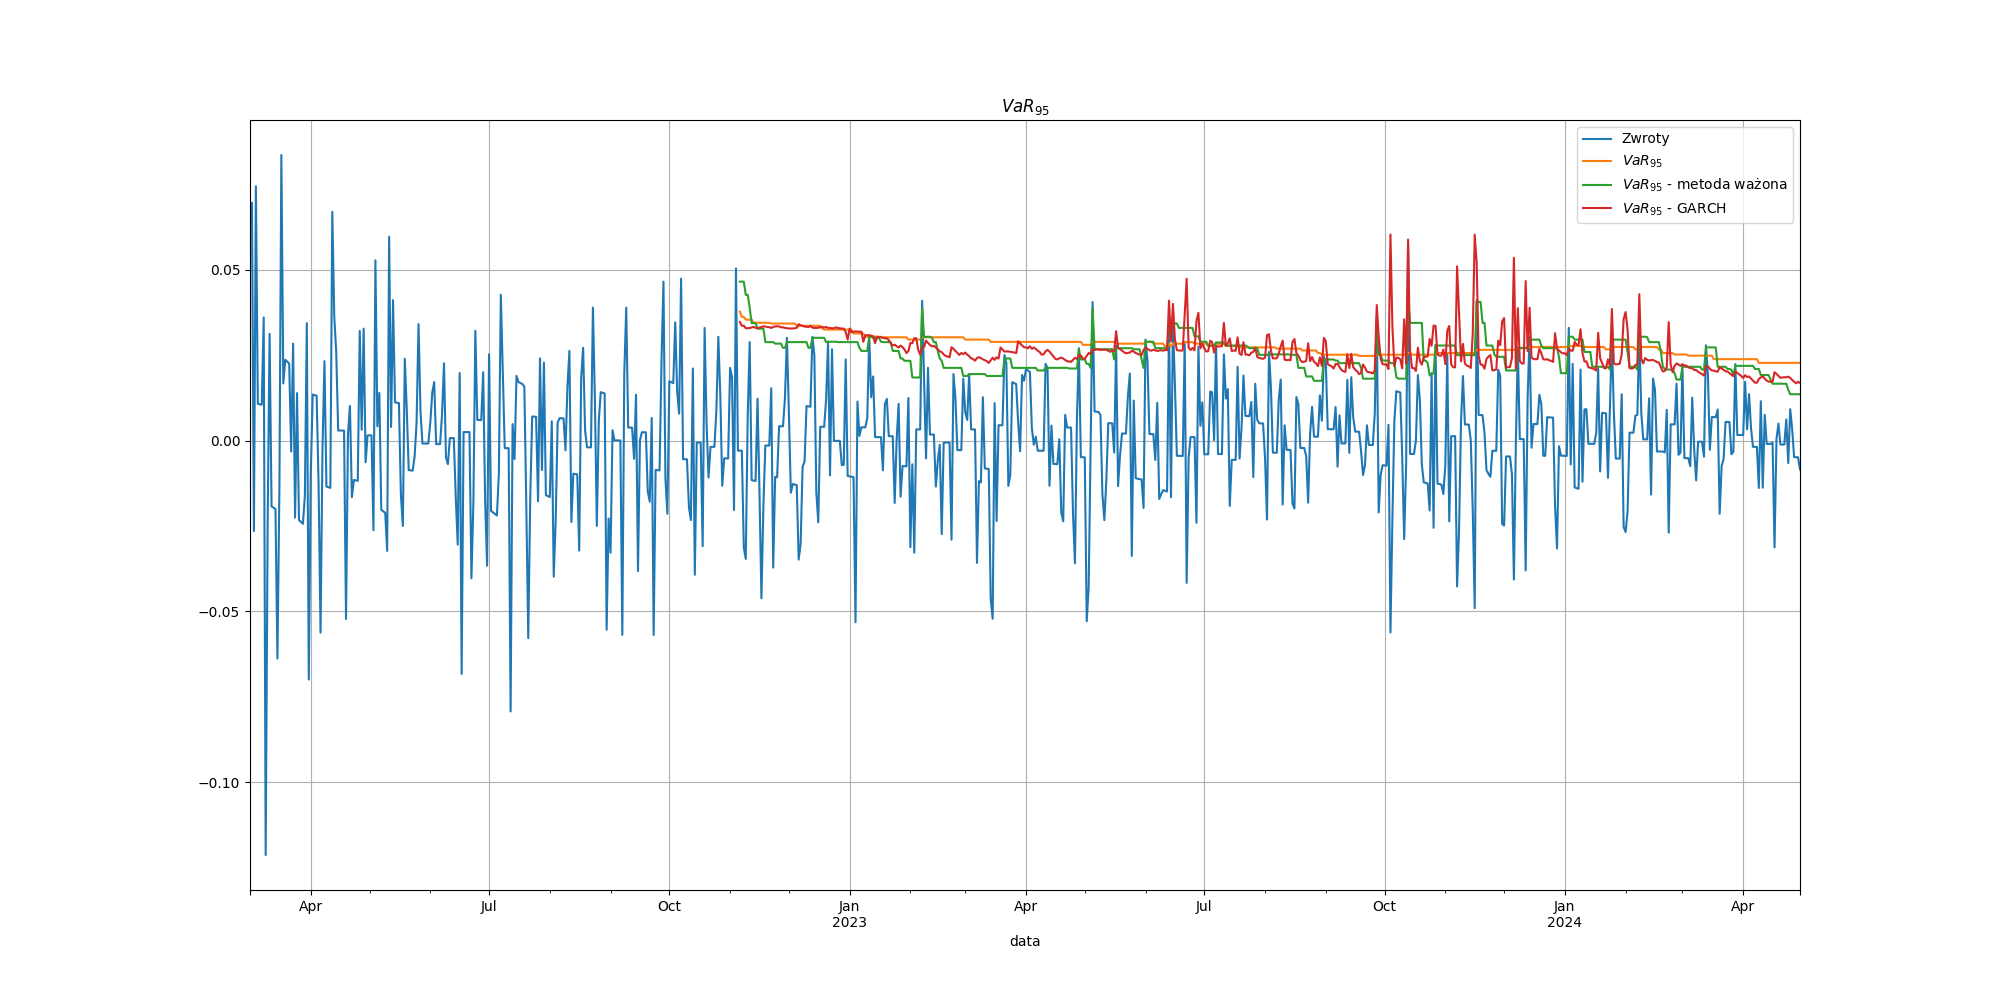 VaR95
Zwroty
VaR95
VaR95 - metoda ważona
VaR95 - GARCH
0.05
0.00
−0.05
−0.10
Apr Jul Oct Jan Apr Jul Oct Jan Apr
2023 2024
data